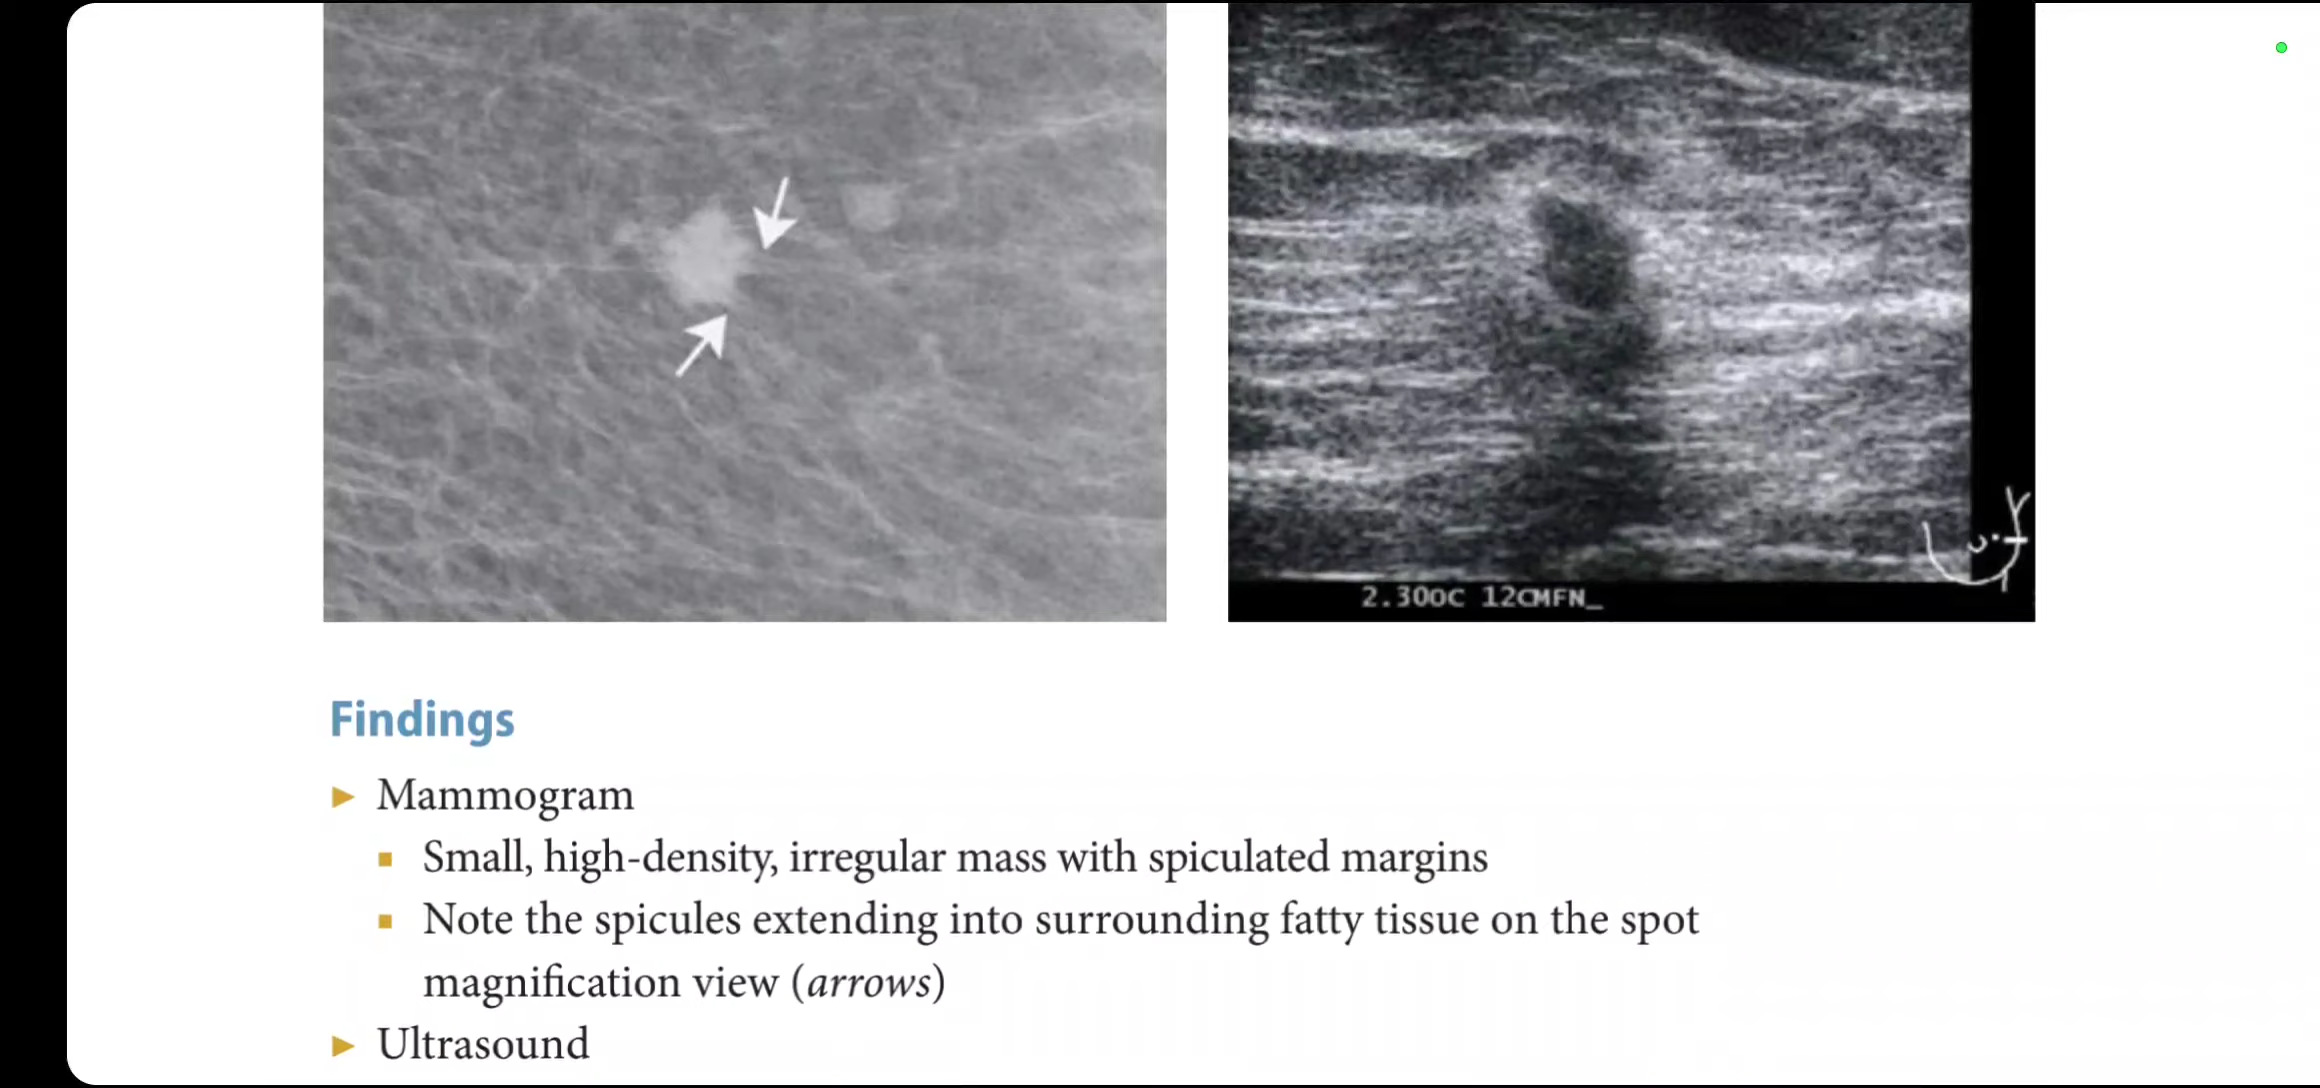 2.30OC 12CMFN_
Findings
► Mammogram
▪ Small, high-density, irregular mass with spiculated margins
▪ Note the spicules extending into surrounding fatty tissue on the spot
magnification view (arrows)
► Ultrasound